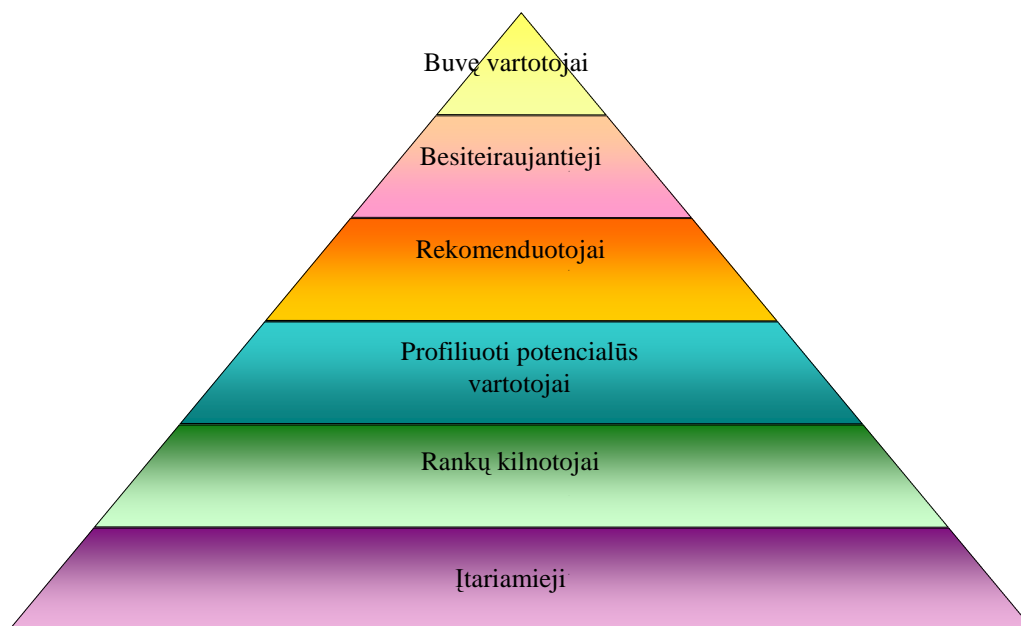 Buvę vartotojai
Besiteiraujantieji
Rekomenduotojai
Profiliuoti potencialūs
vartotojai
Rankų kilnotojai
Įtariamieji